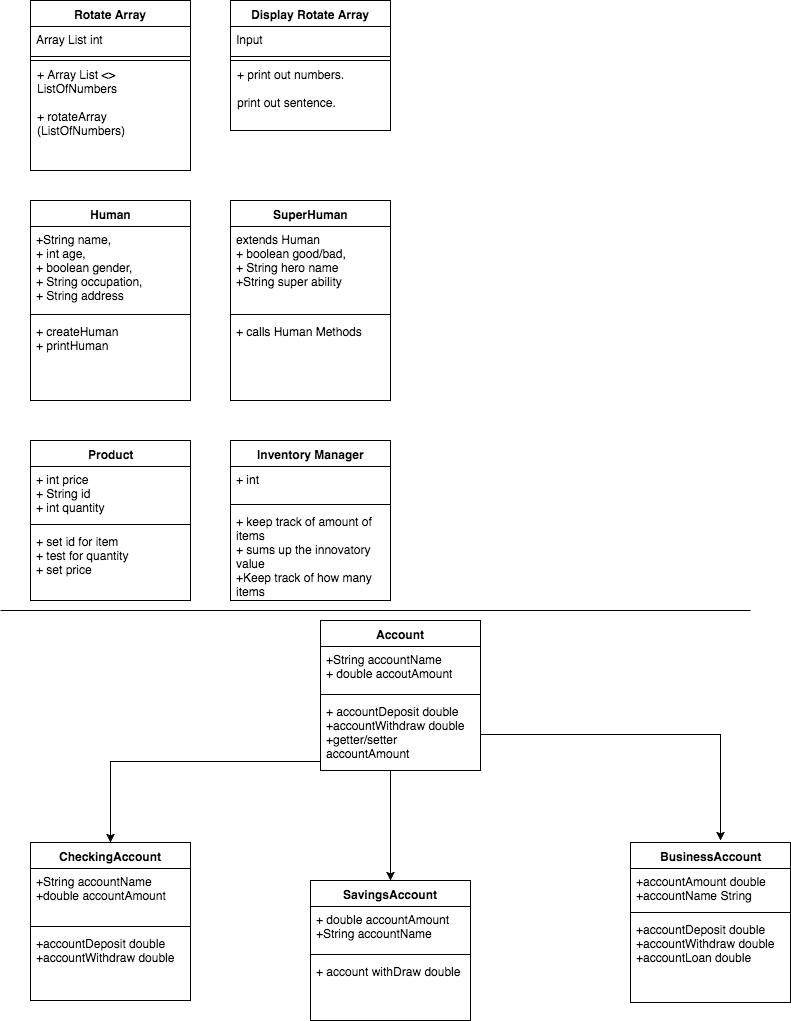 Rotate Array
Array List int
+ Array List <>
ListOfNumbers
+ rotateArray
(ListOfNumbers)
Display Rotate Array
Input
+ print out numbers.
print out sentence.
Human
+String name,
+ int age,
+ boolean gender,
+ String occupation,
+ String address
+ createHuman
+ printHuman
SuperHuman
extends Human
+ boolean good/bad,
+ String hero name
+String super ability
+ calls Human Methods
Product
+ int price
+ String id
+ int quantity
+ set id for item
+ test for quantity
+ set price
Inventory Manager
+ int
+ keep track of amount of
items
+ sums up the innovatory
value
+Keep track of how many
items
Account
+String accountName
+ double accoutAmount
+ accountDeposit double
+accountWithdraw double
+getter/setter
accountAmount
CheckingAccount
+String accountName
+double accountAmount
+accountDeposit double
+accountWithdraw double
SavingsAccount
+ double accountAmount
+String accountName
+ account withDraw double
BusinessAccount
+accountAmount double
+accountName String
+accountDeposit double
+accountWithdraw double
+accountLoan double